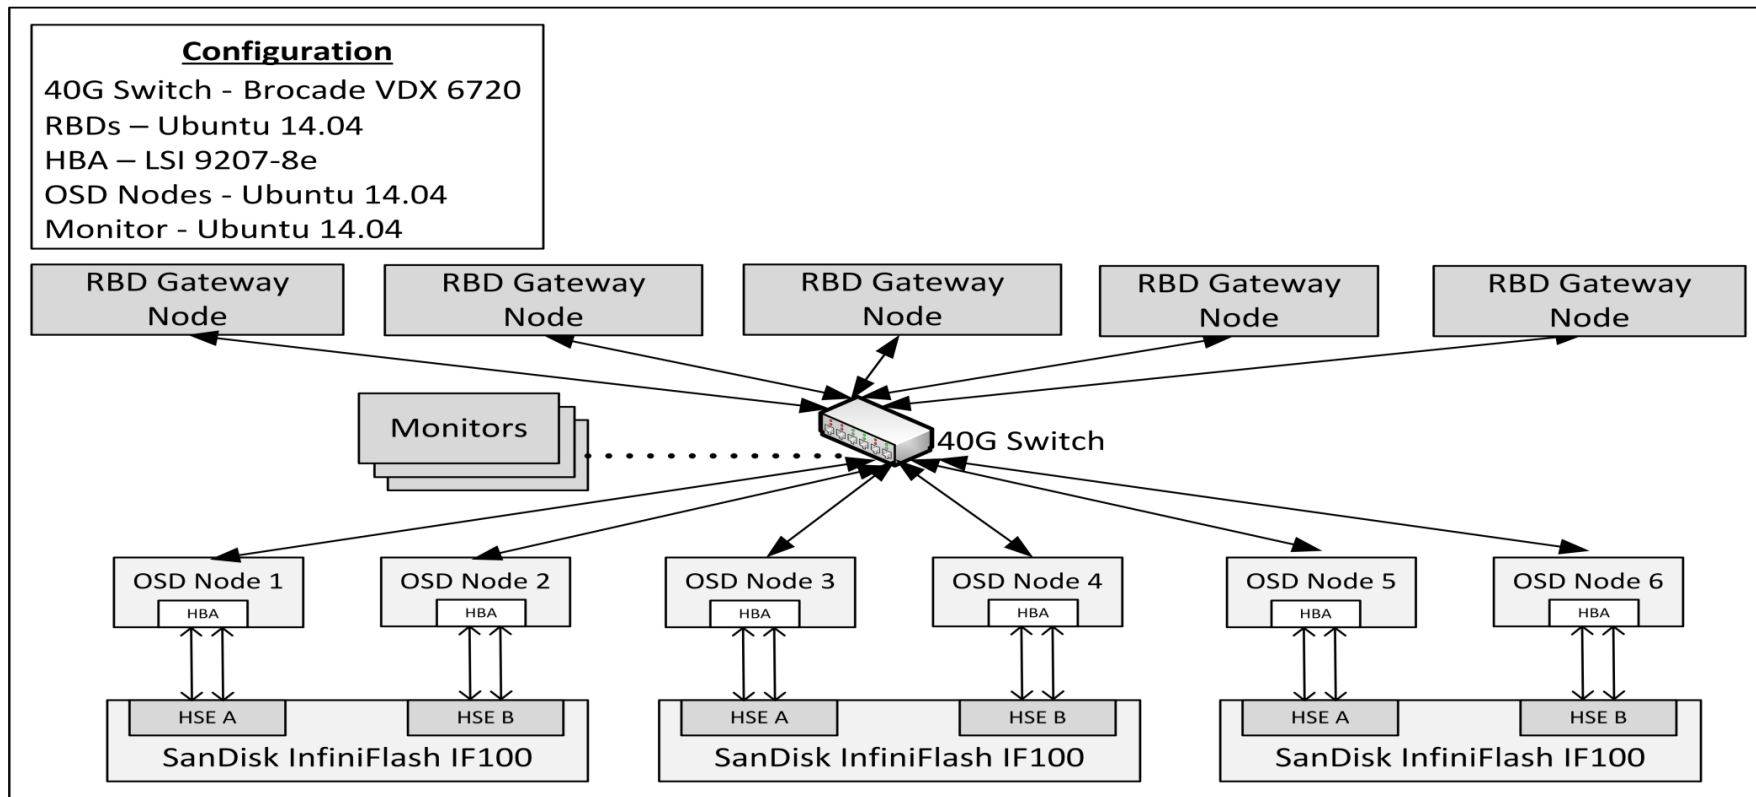 Configuration
40G Switch - Brocade VDX 6720
RBDs – Ubuntu 14.04
HBA – LSI 9207-8e
OSD Nodes - Ubuntu 14.04
Monitor - Ubuntu 14.04
RBD Gateway
Node
RBD Gateway
Node
RBD Gateway
Node
RBD Gateway
Node
RBD Gateway
Node
Monitors
40G Switch
OSD Node 1
HBA
OSD Node 2
HBA
OSD Node 3
HBA
OSD Node 4
HBA
OSD Node 5
HBA
OSD Node 6
HBA
HSE A
HSE B
SanDisk InfiniFlash IF100
HSE A
HSE B
SanDisk InfiniFlash IF100
HSE A
HSE B
SanDisk InfiniFlash IF100